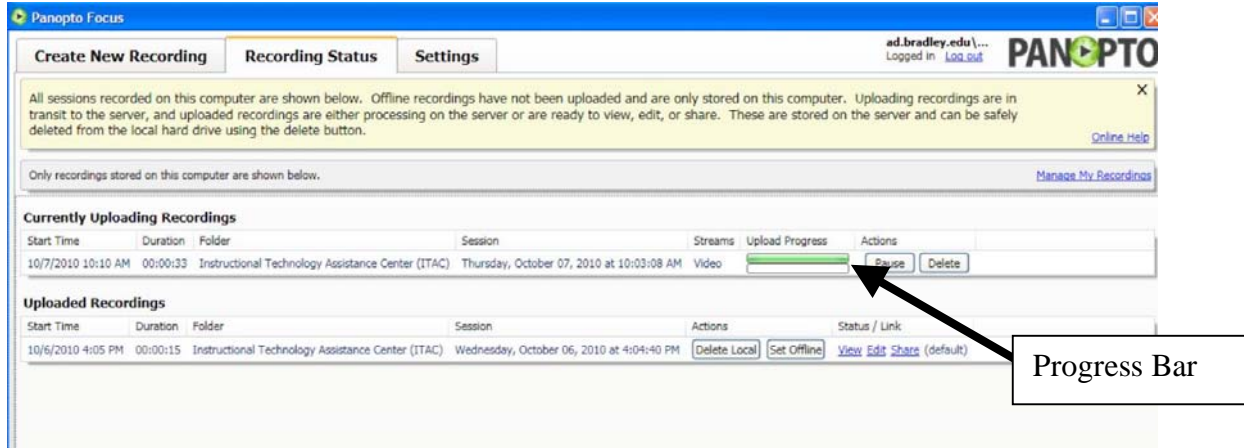 Panopto Focus
Create New Recording Recording Status Settings
ad.bradley.edu\...
Logged in Log out
PANOPTO
All sessions recorded on this computer are shown below. Offline recordings have not been uploaded and are only stored on this computer. Uploading recordings are in
transit to the server, and uploaded recordings are either processing on the server or are ready to view, edit, or share. These are stored on the server and can be safely
deleted from the local hard drive using the delete button.
X
Online Help
Only recordings stored on this computer are shown below. Manage My Recordings
Currently Uploading Recordings
Start Time Duration Folder Session Streams Upload Progress Actions
10/7/2010 10:10 AM 00:00:33 Instructional Technology Assistance Center (ITAC) Thursday, October 07, 2010 at 10:03:08 AM Video Pause Delete
Uploaded Recordings
Start Time Duration Folder Session Actions Status / Link
10/6/2010 4:05 PM 00:00:15 Instructional Technology Assistance Center (ITAC) Wednesday, October 06, 2010 at 4:04:40 PM Delete Local Set Offline View Edit Share (default)
Progress Bar